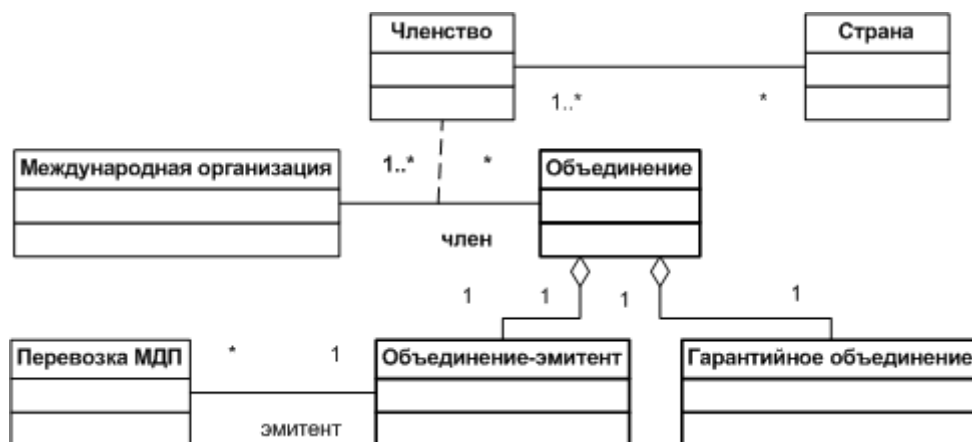 Членство
Страна
1..*
*
Международная организация
1..*
*
Объединение
член
1
1
1
1
Перевозка МДП
*
1
Объединение-эмитент
Гарантийное объединение
эмитент